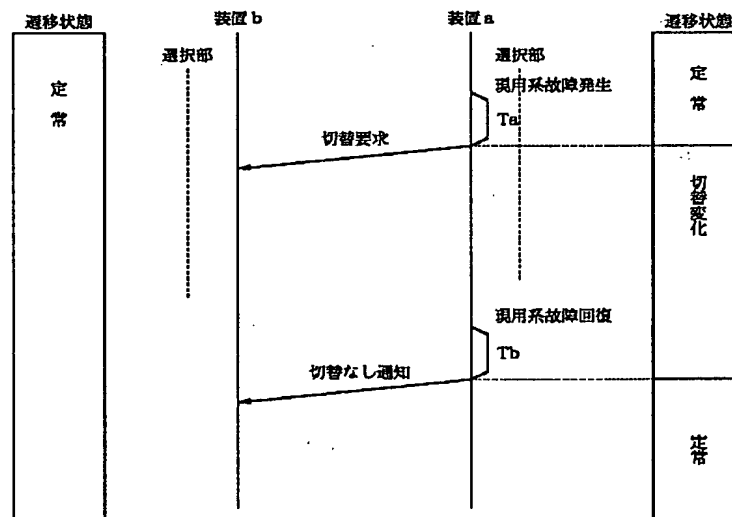 遷移状態 装置b 装置a 遷移状態
選択部 選択部
定常
現用系故障発生
定常
Ta
切替要求
切替変化
現用系故障回復
Tb
切替なし通知
定常